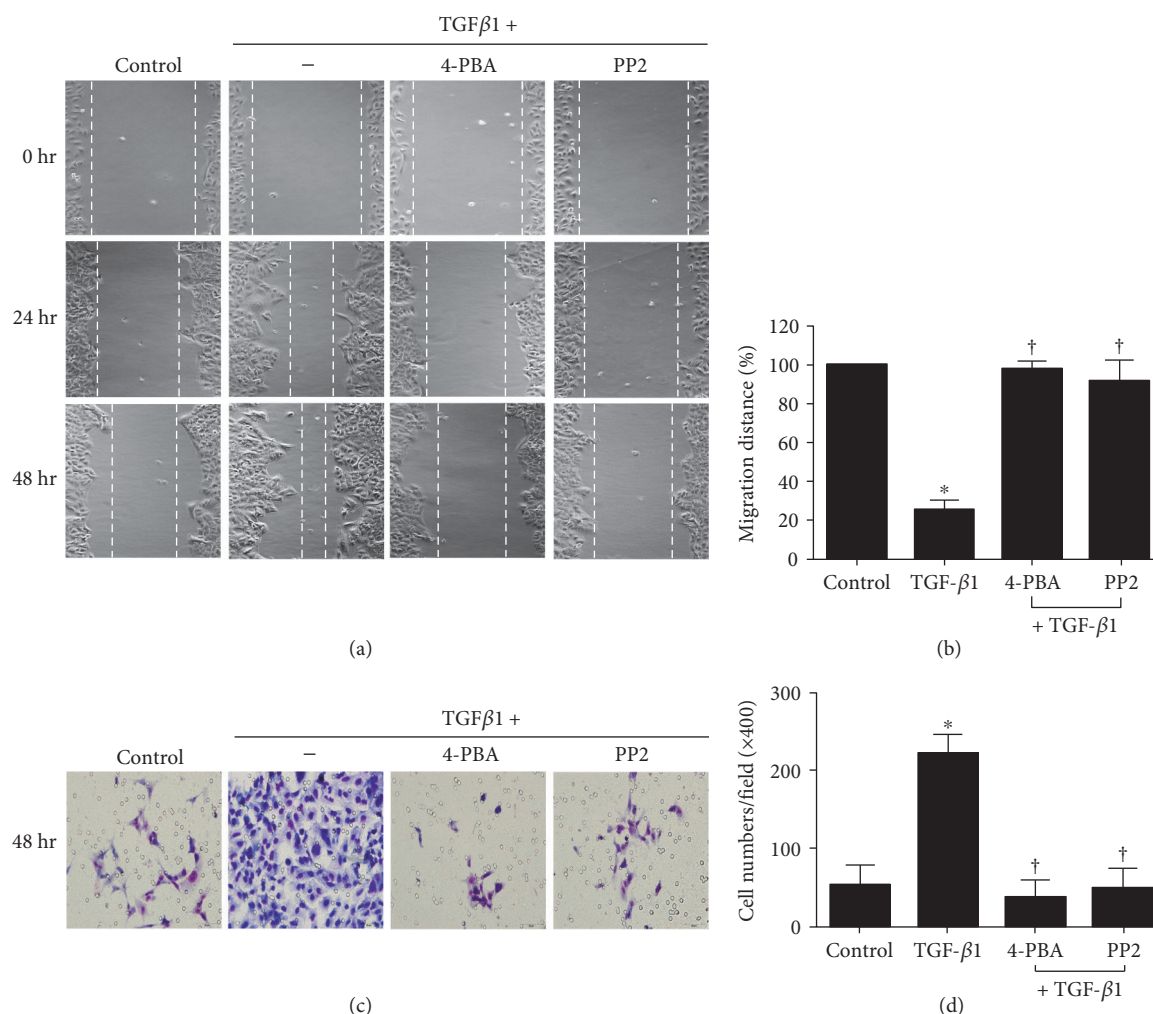 TGFβ1 +
Control – 4-PBA PP2
0 hr
24 hr
48 hr
(a)
Migration distance (%)
120
100
80
60
40
20
0
* † †
Control TGF-β1 4-PBA PP2
+ TGF-β1
(b)
TGFβ1 +
Control – 4-PBA PP2
48 hr
(c)
Cell numbers/field (×400)
300
200
100
0
* † †
Control TGF-β1 4-PBA PP2
+ TGF-β1
(d)